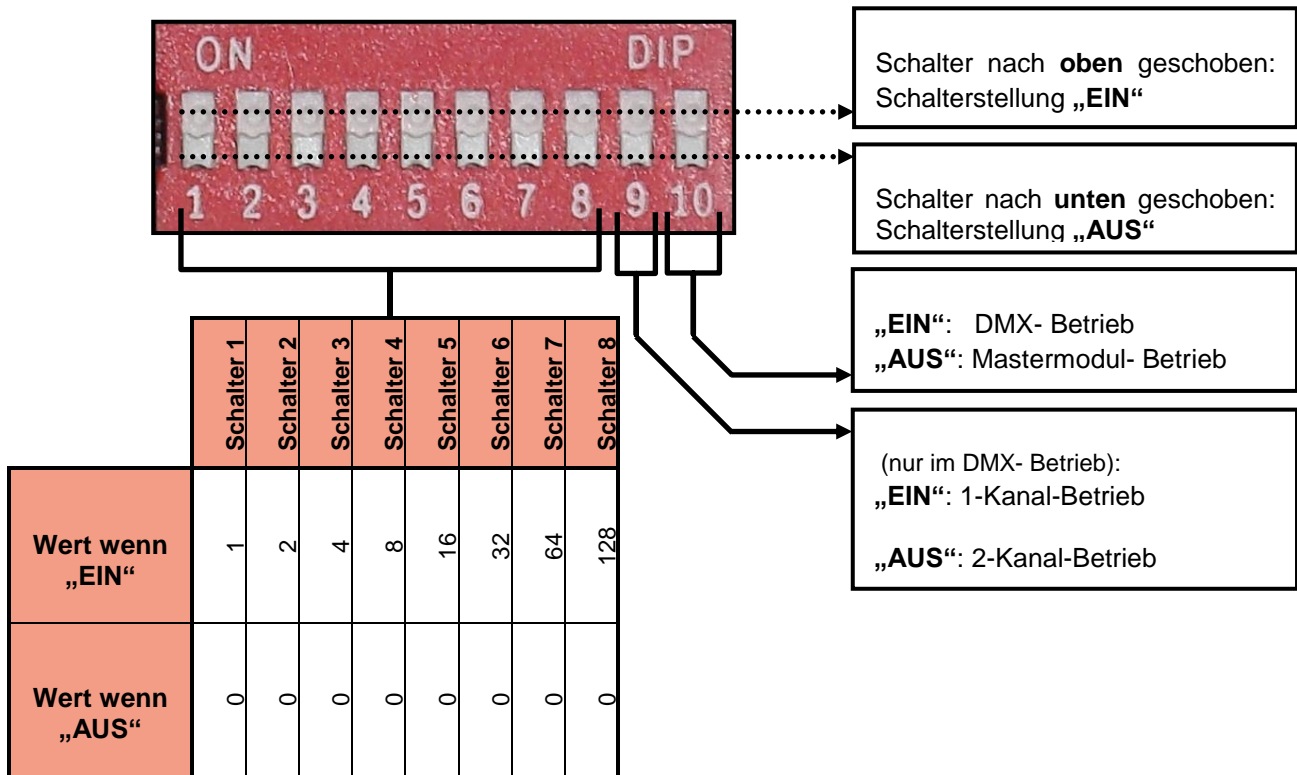 ON DIP
1 2 3 4 5 6 7 8 9 10
Schalter nach oben geschoben:
Schalterstellung „EIN“
Schalter nach unten geschoben:
Schalterstellung „AUS“
„EIN“: DMX- Betrieb
„AUS“: Mastermodul- Betrieb
(nur im DMX- Betrieb):
„EIN“: 1-Kanal-Betrieb
„AUS“: 2-Kanal-Betrieb
Schalter 1 Schalter 2 Schalter 3 Schalter 4 Schalter 5 Schalter 6 Schalter 7 Schalter 8
Wert wenn
„EIN“
1 2 4 8 16 32 64 128
Wert wenn
„AUS“
0 0 0 0 0 0 0 0